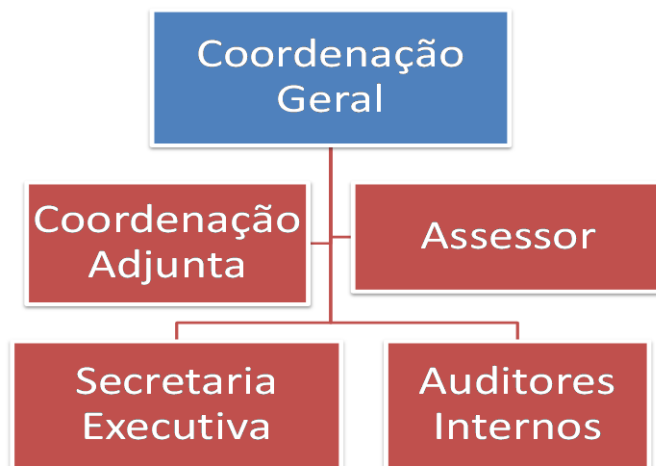 Coordenação
Geral
Coordenação
Adjunta
Assessor
Secretaria
Executiva
Auditores
Internos